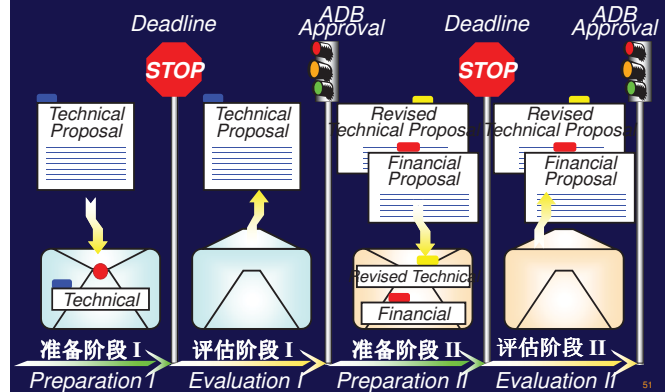 Deadline
ADB
Approval
Deadline
ADB
Approval
STOP
STOP
Technical
Proposal
Technical
Proposal
Revised
Technical Proposal
Financial
Proposal
Revised
Technical Proposal
Financial
Proposal
Technical
Revised Technical
Financial
准备阶段 I
评估阶段 I
准备阶段 II
评估阶段 II
Preparation I
Evaluation I
Preparation II
Evaluation II
51